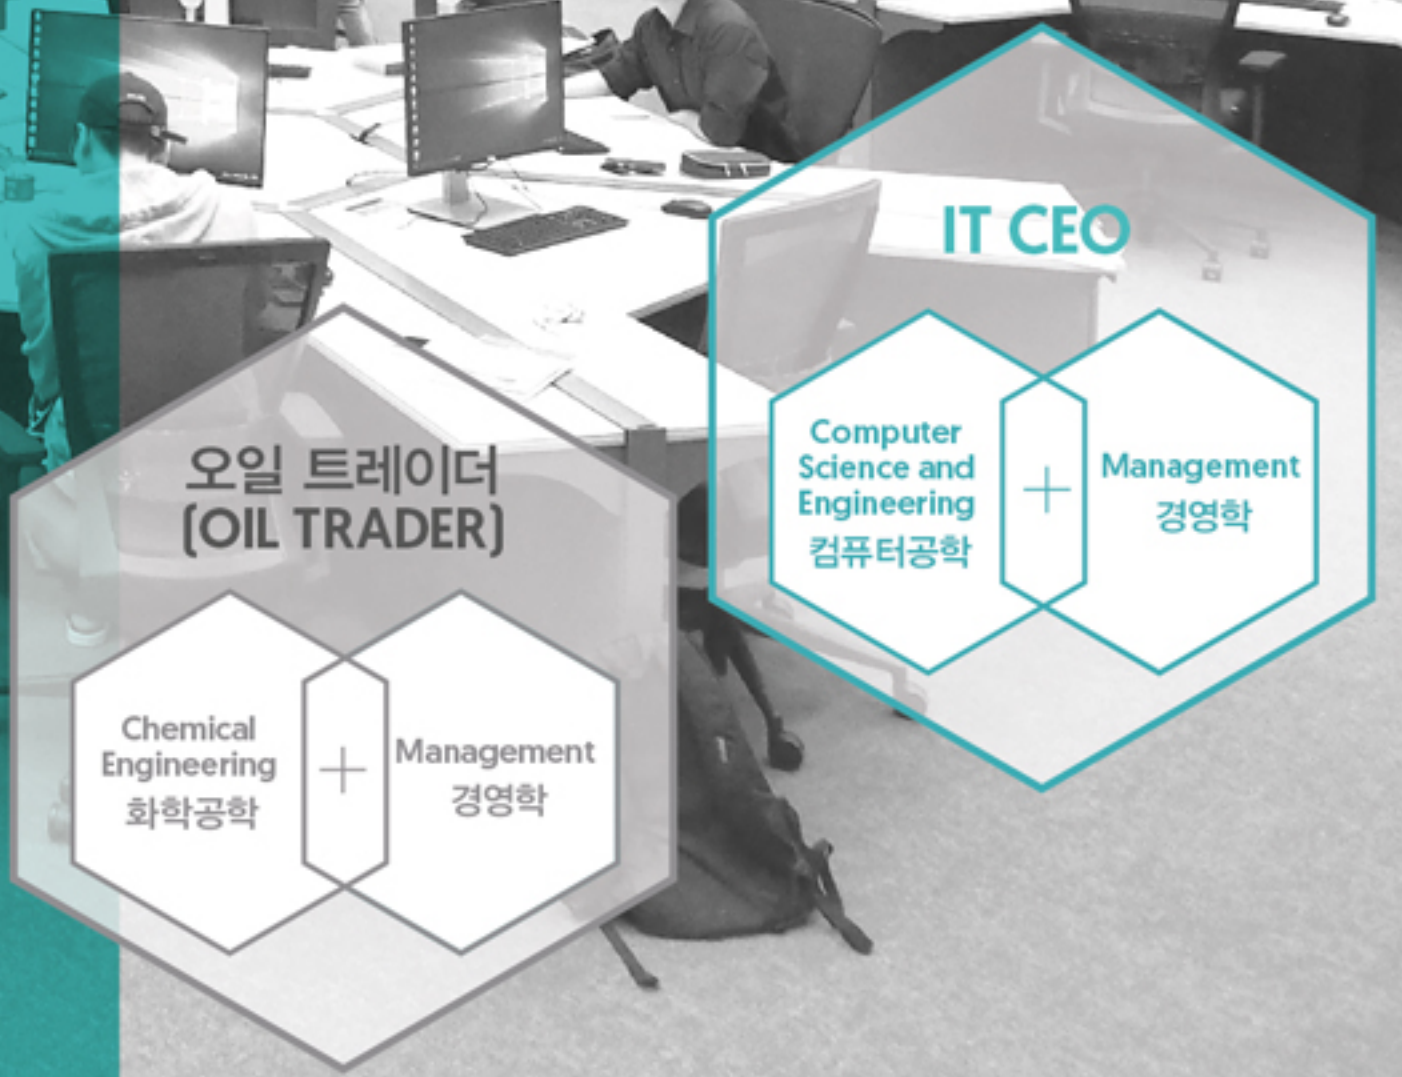 IT CEO
Computer
Science and
Engineering
컴퓨터공학
+
Management
경영학
오일 트레이더
(OIL TRADER)
Chemical
Engineering
화학공학
+
Management
경영학